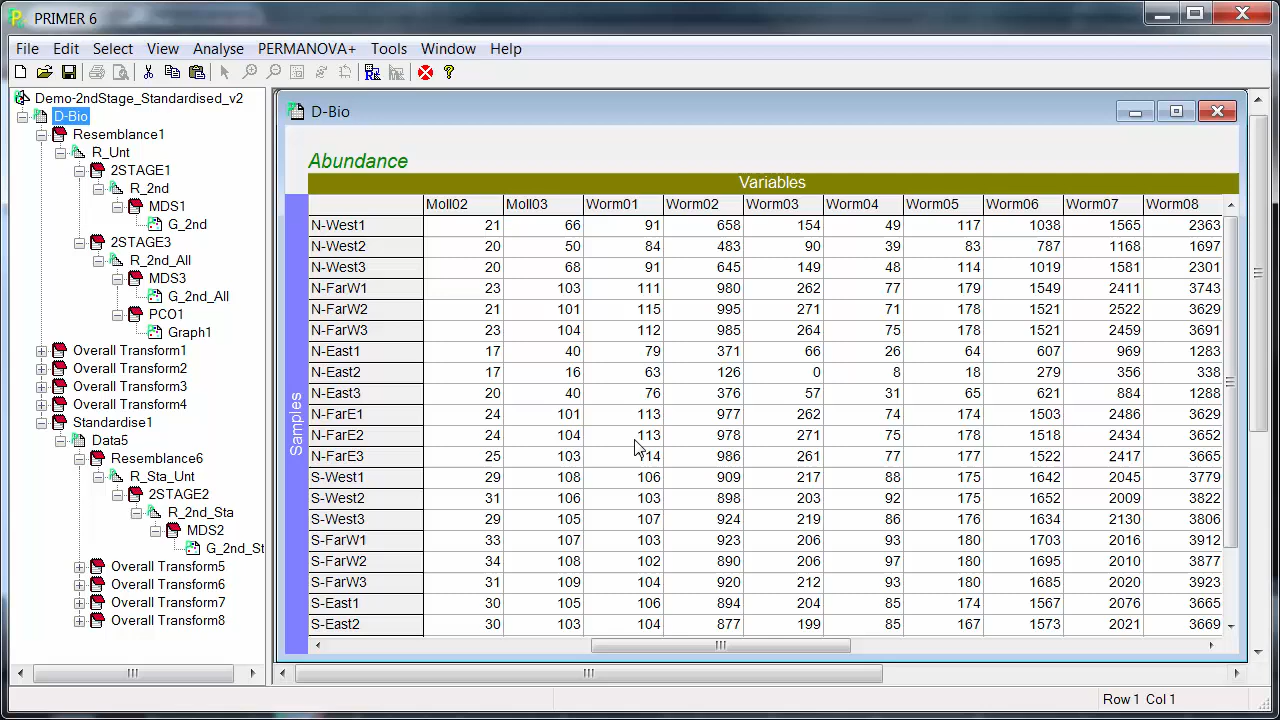 PRIMER 6
File Edit Select View Analyse PERMANOVA+ Tools Window Help
Demo-2ndStage_Standardised_v2
D-Bio
Resemblance1
R_Unt
2STAGE1
R_2nd
MDS1
G_2nd
2STAGE3
R_2nd_All
MDS3
G_2nd_All
PCO1
Graph1
Overall Transform1
Overall Transform2
Overall Transform3
Overall Transform4
Standardise1
Data5
Resemblance6
R_Sta_Unt
2STAGE2
R_2nd_Sta
MDS2
G_2nd_St
Overall Transform5
Overall Transform6
Overall Transform7
Overall Transform8
D-Bio
Abundance
Variables
Samples
Moll02 Moll03 Worm01 Worm02 Worm03 Worm04 Worm05 Worm06 Worm07 Worm08
N-West1 21 66 91 658 154 49 117 1038 1565 2363
N-West2 20 50 84 483 90 39 83 787 1168 1697
N-West3 20 68 91 645 149 48 114 1019 1581 2301
N-FarW1 23 103 111 980 262 77 179 1549 2411 3743
N-FarW2 21 101 115 995 271 71 178 1522 2522 3629
N-FarW3 23 104 112 985 264 75 178 1521 2459 3691
N-East1 17 40 79 371 66 26 64 607 969 1283
N-East2 17 16 63 126 0 8 18 279 356 338
N-East3 20 40 76 376 57 31 65 621 884 1288
N-FarE1 24 101 113 977 262 74 174 1503 2486 3629
N-FarE2 24 104 113 978 271 75 178 1518 2434 3652
N-FarE3 25 103 114 986 261 77 177 1522 2417 3665
S-West1 29 108 106 909 217 88 175 1642 2045 3779
S-West2 31 106 103 898 203 92 175 1652 2009 3822
S-West3 29 105 107 924 219 86 176 1634 2130 3806
S-FarW1 33 107 103 923 206 93 180 1703 2016 3912
S-FarW2 34 108 102 890 206 97 180 1695 2010 3877
S-FarW3 31 109 104 920 212 93 180 1685 2020 3923
S-East1 30 105 106 894 204 85 174 1567 2076 3665
S-East2 30 103 104 877 199 85 167 1573 2021 3669
Row 1 Col 1